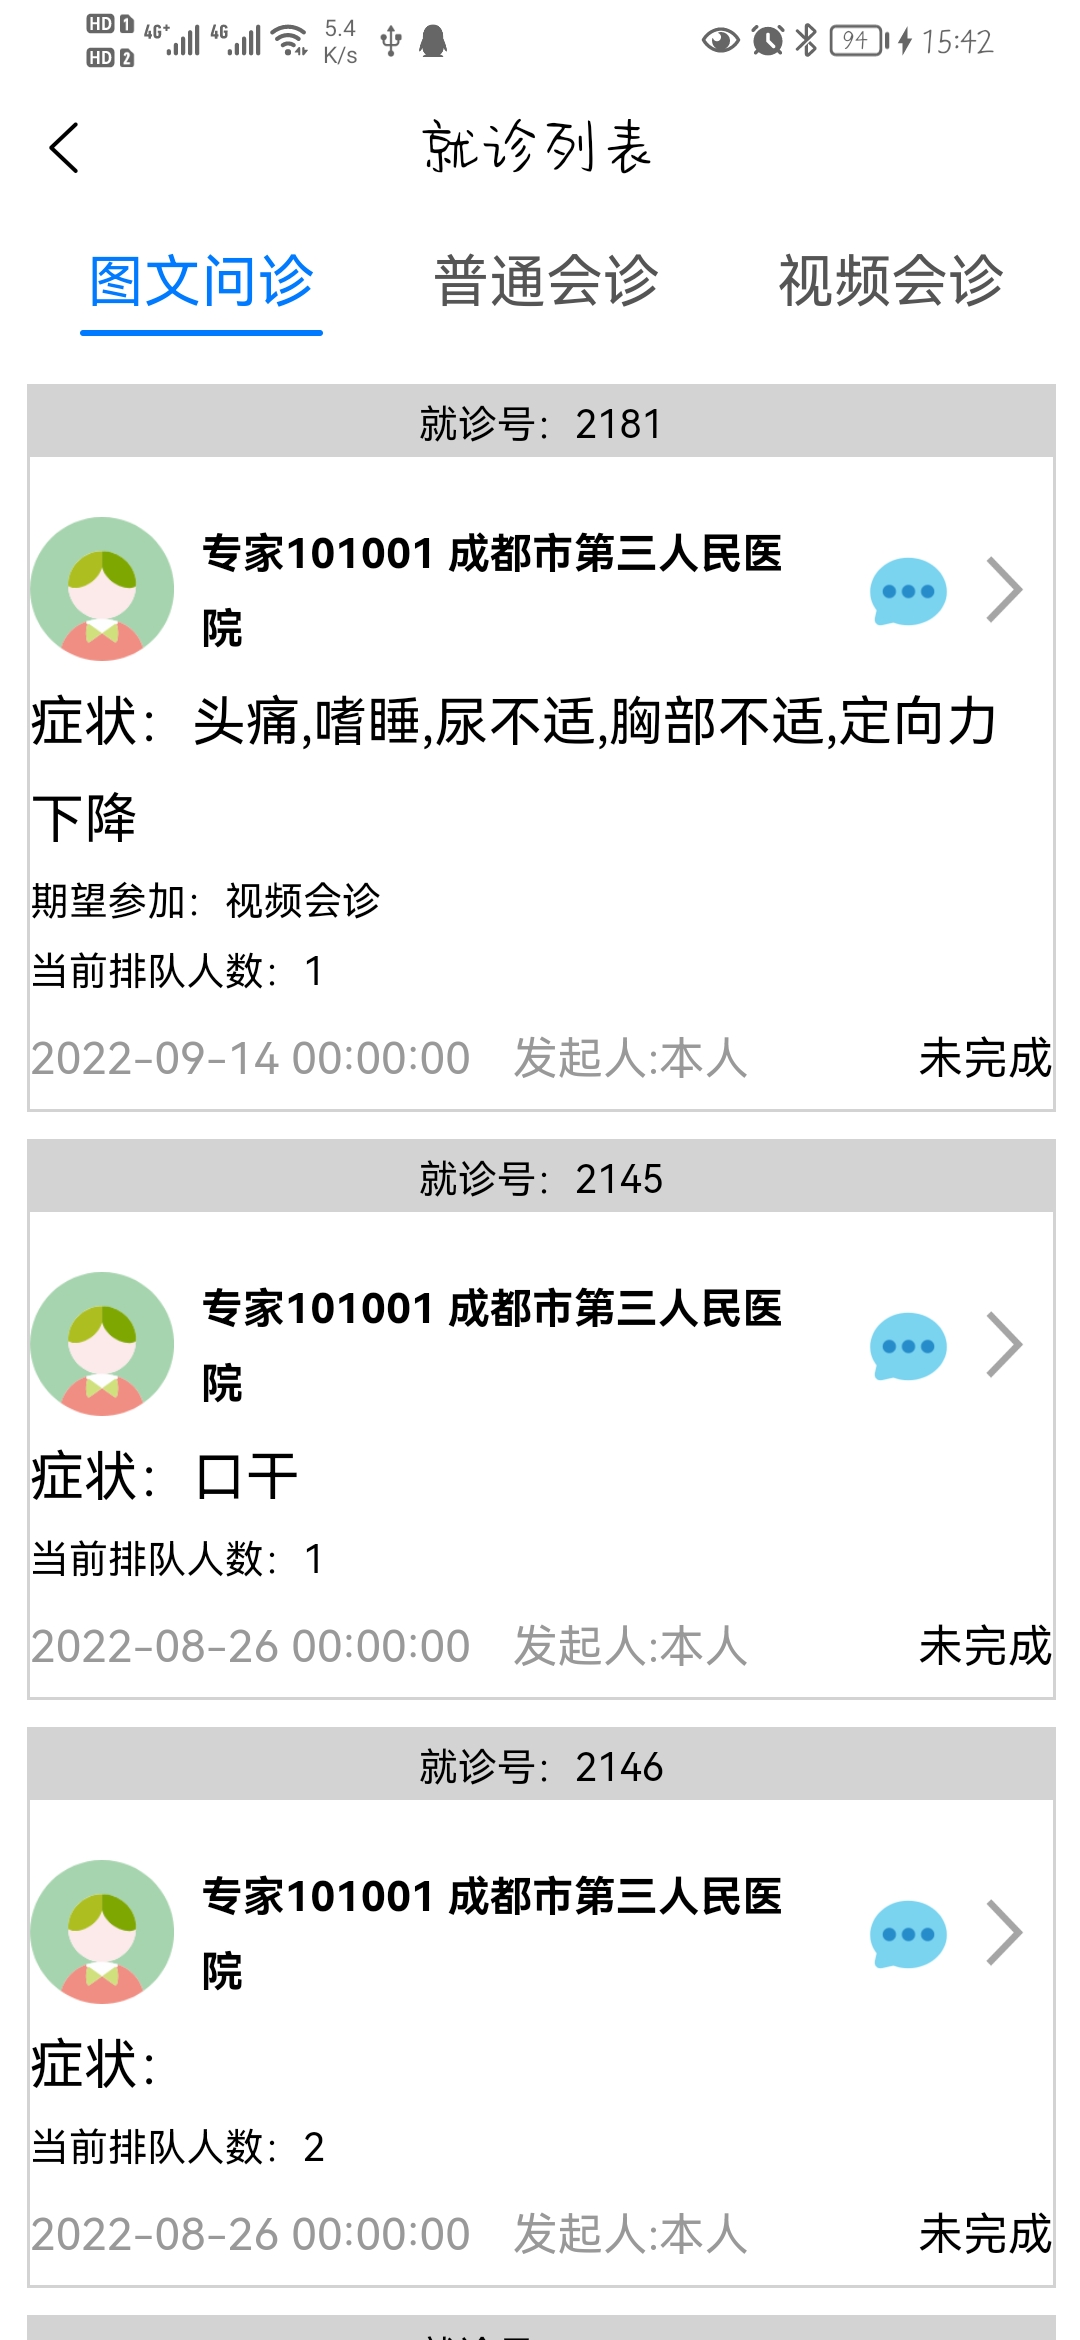 HD 1 4G+ 4G 5.4 K/s 94 15:42
HD 2
就诊列表
图文问诊 普通会诊 视频会诊
就诊号：2181
专家101001 成都市第三人民医
院
症状：头痛,嗜睡,尿不适,胸部不适,定向力
下降
期望参加：视频会诊
当前排队人数：1
2022-09-14 00:00:00 发起人:本人 未完成
就诊号：2145
专家101001 成都市第三人民医
院
症状：口干
当前排队人数：1
2022-08-26 00:00:00 发起人:本人 未完成
就诊号：2146
专家101001 成都市第三人民医
院
症状：
当前排队人数：2
2022-08-26 00:00:00 发起人:本人 未完成